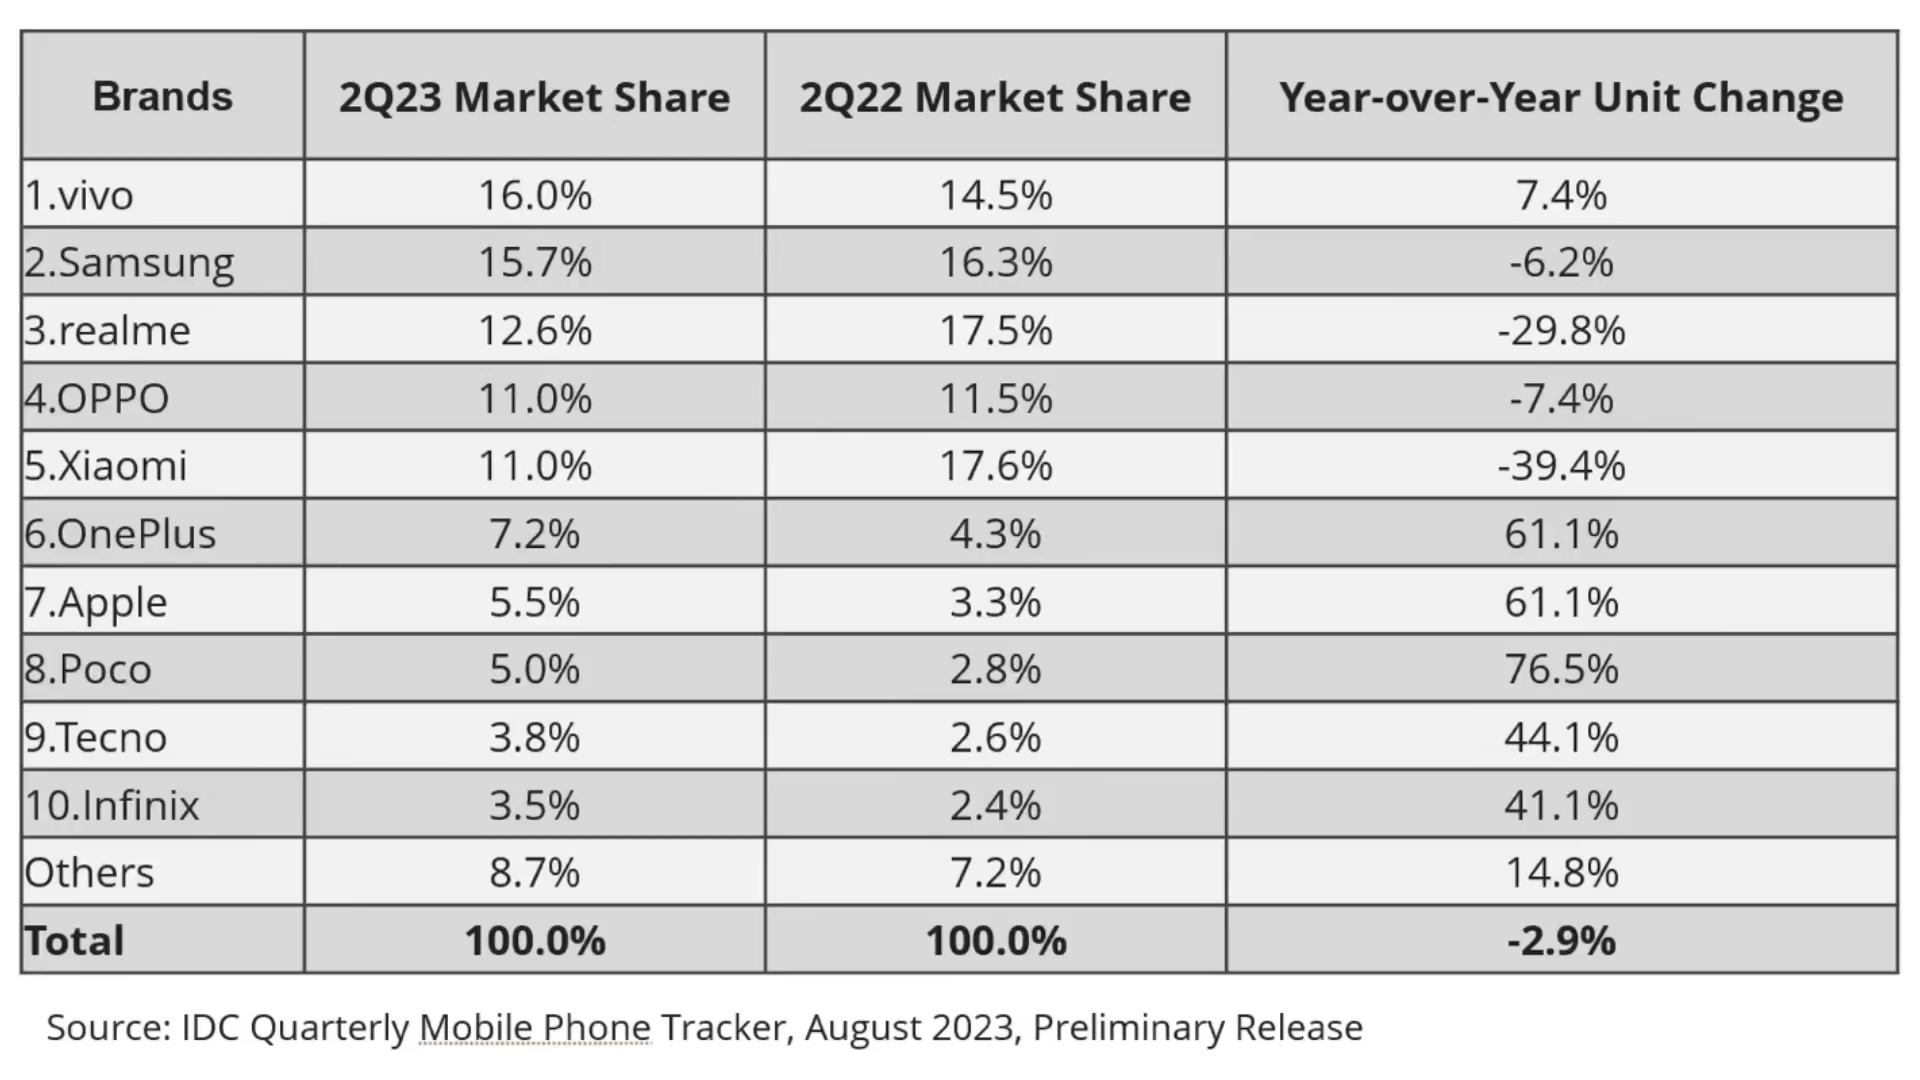 Brands 2Q23 Market Share 2Q22 Market Share Year-over-Year Unit Change
1.vivo 16.0% 14.5% 7.4%
2.Samsung 15.7% 16.3% -6.2%
3.realme 12.6% 17.5% -29.8%
4.OPPO 11.0% 11.5% -7.4%
5.Xiaomi 11.0% 17.6% -39.4%
6.OnePlus 7.2% 4.3% 61.1%
7.Apple 5.5% 3.3% 61.1%
8.Poco 5.0% 2.8% 76.5%
9.Tecno 3.8% 2.6% 44.1%
10.Infinix 3.5% 2.4% 41.1%
Others 8.7% 7.2% 14.8%
Total 100.0% 100.0% -2.9%
Source: IDC Quarterly Mobile Phone Tracker, August 2023, Preliminary Release